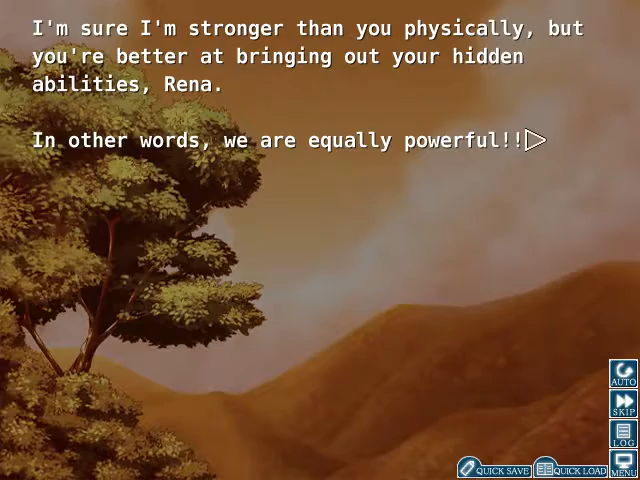 I'm sure I'm stronger than you physically, but
you're better at bringing out your hidden
abilities, Rena.
In other words, we are equally powerful!!
AUTO
SKIP
LOG
MENU
QUICK SAVE
QUICK LOAD